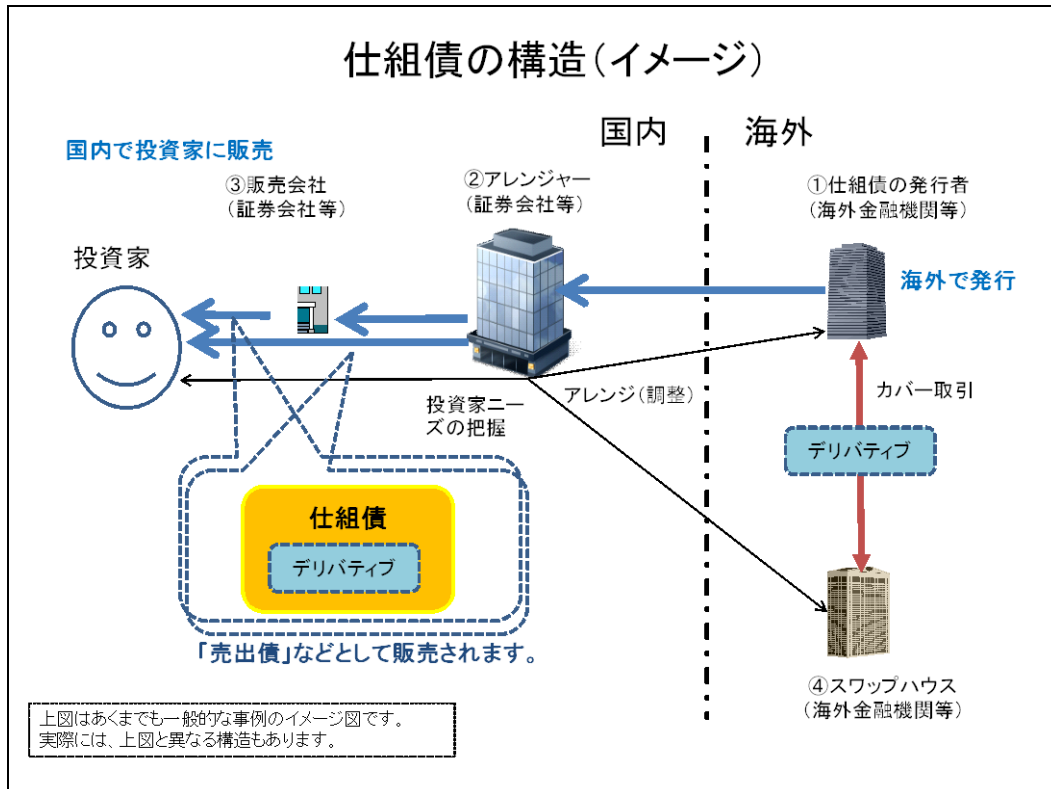 仕組債の構造（イメージ）
国内
海外
国内で投資家に販売
③販売会社
（証券会社等）
②アレンジャー
（証券会社等）
①仕組債の発行者
（海外金融機関等）
投資家
海外で発行
投資家ニー
ズの把握
アレンジ（調整）
カバー取引
デリバティブ
仕組債
デリバティブ
「売出債」などとして販売されます。
④スワップハウス
（海外金融機関等）
上図はあくまでも一般的な事例のイメージ図です。
実際には、上図と異なる構造もあります。